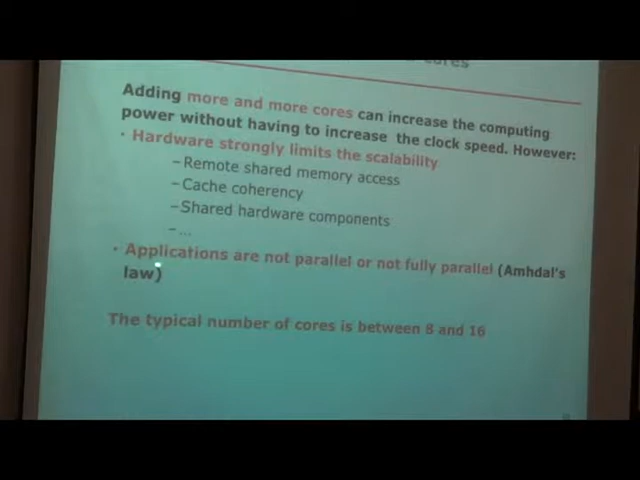 cores
Adding more and more cores can increase the computing
power without having to increase the clock speed. However:
• Hardware strongly limits the scalability
–Remote shared memory access
–Cache coherency
–Shared hardware components
–...
• Applications are not parallel or not fully parallel (Amhdal's
law)
The typical number of cores is between 8 and 16